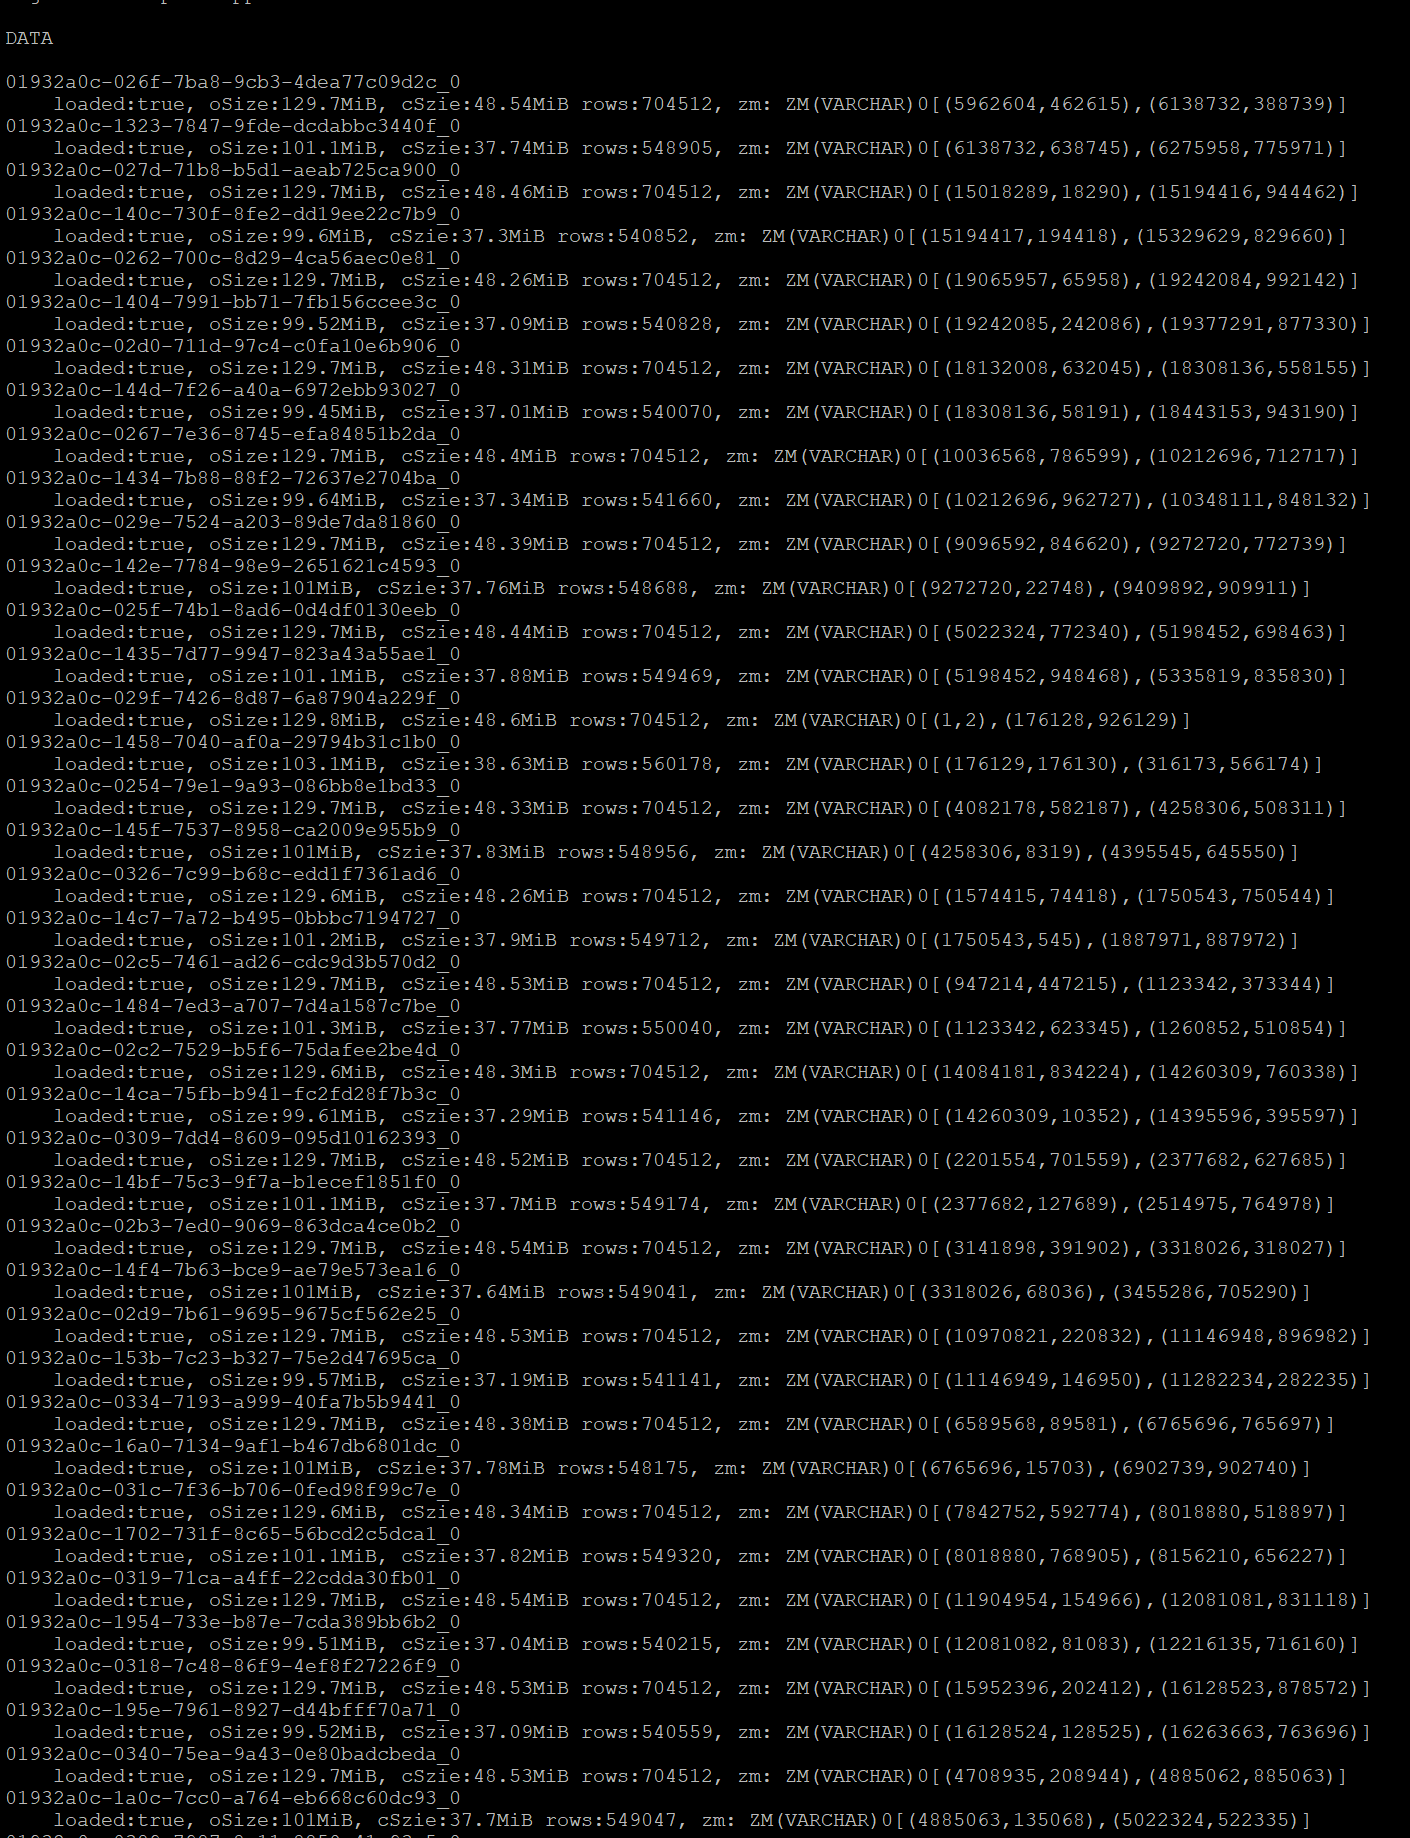 DATA
01932a0c-026f-7ba8-9cb3-4dea77c09d2c_0
loaded:true, oSize:129.7MiB, cSzie:48.54MiB rows:704512, zm: ZM(VARCHAR)0[(5962604,462615),(6138732,388739)]
01932a0c-1323-7847-9fde-dcdabbc3440f_0
loaded:true, oSize:101.1MiB, cSzie:37.74MiB rows:548905, zm: ZM(VARCHAR)0[(6138732,638745),(6275958,775971)]
01932a0c-027d-71b8-b5d1-aeab725ca900_0
loaded:true, oSize:129.7MiB, cSzie:48.46MiB rows:704512, zm: ZM(VARCHAR)0[(15018289,18290),(15194416,944462)]
01932a0c-140c-730f-8fe2-dd19ee22c7b9_0
loaded:true, oSize:99.6MiB, cSzie:37.3MiB rows:540852, zm: ZM(VARCHAR)0[(15194417,194418),(15329629,829660)]
01932a0c-0262-700c-8d29-4ca56aec0e81_0
loaded:true, oSize:129.7MiB, cSzie:48.26MiB rows:704512, zm: ZM(VARCHAR)0[(19065957,65958),(19242084,992142)]
01932a0c-1404-7991-bb71-7fb156ccee3c_0
loaded:true, oSize:99.52MiB, cSzie:37.09MiB rows:540828, zm: ZM(VARCHAR)0[(19242085,242086),(19377291,877330)]
01932a0c-02d0-711d-97c4-c0fa10e6b906_0
loaded:true, oSize:129.7MiB, cSzie:48.31MiB rows:704512, zm: ZM(VARCHAR)0[(18132008,632045),(18308136,558155)]
01932a0c-144d-7f26-a40a-6972ebb93027_0
loaded:true, oSize:99.45MiB, cSzie:37.01MiB rows:540070, zm: ZM(VARCHAR)0[(18308136,58191),(18443153,943190)]
01932a0c-0267-7e36-8745-efa84851b2da_0
loaded:true, oSize:129.7MiB, cSzie:48.4MiB rows:704512, zm: ZM(VARCHAR)0[(10036568,786599),(10212696,712717)]
01932a0c-1434-7b88-88f2-72637e2704ba_0
loaded:true, oSize:99.64MiB, cSzie:37.34MiB rows:541660, zm: ZM(VARCHAR)0[(10212696,962727),(10348111,848132)]
01932a0c-029e-7524-a203-89de7da81860_0
loaded:true, oSize:129.7MiB, cSzie:48.39MiB rows:704512, zm: ZM(VARCHAR)0[(9096592,846620),(9272720,772739)]
01932a0c-142e-7784-98e9-2651621c4593_0
loaded:true, oSize:101MiB, cSzie:37.76MiB rows:548688, zm: ZM(VARCHAR)0[(9272720,22748),(9409892,909911)]
01932a0c-025f-74b1-8ad6-0d4df0130eeb_0
loaded:true, oSize:129.7MiB, cSzie:48.44MiB rows:704512, zm: ZM(VARCHAR)0[(5022324,772340),(5198452,698463)]
01932a0c-1435-7d77-9947-823a43a55ae1_0
loaded:true, oSize:101.1MiB, cSzie:37.88MiB rows:549469, zm: ZM(VARCHAR)0[(5198452,948468),(5335819,835830)]
01932a0c-029f-7426-8d87-6a87904a229f_0
loaded:true, oSize:129.8MiB, cSzie:48.6MiB rows:704512, zm: ZM(VARCHAR)0[(1,2),(176128,926129)]
01932a0c-1458-7040-af0a-29794b31c1b0_0
loaded:true, oSize:103.1MiB, cSzie:38.63MiB rows:560178, zm: ZM(VARCHAR)0[(176129,176130),(316173,566174)]
01932a0c-0254-79e1-9a93-086bb8e1bd33_0
loaded:true, oSize:129.7MiB, cSzie:48.33MiB rows:704512, zm: ZM(VARCHAR)0[(4082178,582187),(4258306,508311)]
01932a0c-145f-7537-8958-ca2009e955b9_0
loaded:true, oSize:101MiB, cSzie:37.83MiB rows:548956, zm: ZM(VARCHAR)0[(4258306,8319),(4395545,645550)]
01932a0c-0326-7c99-b68c-edd1f7361ad6_0
loaded:true, oSize:129.6MiB, cSzie:48.26MiB rows:704512, zm: ZM(VARCHAR)0[(1574415,74418),(1750543,750544)]
01932a0c-14c7-7a72-b495-0bbbc7194727_0
loaded:true, oSize:101.2MiB, cSzie:37.9MiB rows:549712, zm: ZM(VARCHAR)0[(1750543,545),(1887971,887972)]
01932a0c-02c5-7461-ad26-cdc9d3b570d2_0
loaded:true, oSize:129.7MiB, cSzie:48.53MiB rows:704512, zm: ZM(VARCHAR)0[(947214,447215),(1123342,373344)]
01932a0c-1484-7ed3-a707-7d4a1587c7be_0
loaded:true, oSize:101.3MiB, cSzie:37.77MiB rows:550040, zm: ZM(VARCHAR)0[(1123342,623345),(1260852,510854)]
01932a0c-02c2-7529-b5f6-75dafee2be4d_0
loaded:true, oSize:129.6MiB, cSzie:48.3MiB rows:704512, zm: ZM(VARCHAR)0[(14084181,834224),(14260309,760338)]
01932a0c-14ca-75fb-b941-fc2fd28f7b3c_0
loaded:true, oSize:99.61MiB, cSzie:37.29MiB rows:541146, zm: ZM(VARCHAR)0[(14260309,10352),(14395596,395597)]
01932a0c-0309-7dd4-8609-095d10162393_0
loaded:true, oSize:129.7MiB, cSzie:48.52MiB rows:704512, zm: ZM(VARCHAR)0[(2201554,701559),(2377682,627685)]
01932a0c-14bf-75c3-9f7a-b1ecef1851f0_0
loaded:true, oSize:101.1MiB, cSzie:37.7MiB rows:549174, zm: ZM(VARCHAR)0[(2377682,127689),(2514975,764978)]
01932a0c-02b3-7ed0-9069-863dca4ce0b2_0
loaded:true, oSize:129.7MiB, cSzie:48.54MiB rows:704512, zm: ZM(VARCHAR)0[(3141898,391902),(3318026,318027)]
01932a0c-14f4-7b63-bce9-ae79e573ea16_0
loaded:true, oSize:101MiB, cSzie:37.64MiB rows:549041, zm: ZM(VARCHAR)0[(3318026,68036),(3455286,705290)]
01932a0c-02d9-7b61-9695-9675cf562e25_0
loaded:true, oSize:129.7MiB, cSzie:48.53MiB rows:704512, zm: ZM(VARCHAR)0[(10970821,220832),(11146948,896982)]
01932a0c-153b-7c23-b327-75e2d47695ca_0
loaded:true, oSize:99.57MiB, cSzie:37.19MiB rows:541141, zm: ZM(VARCHAR)0[(11146949,146950),(11282234,282235)]
01932a0c-0334-7193-a999-40fa7b5b9441_0
loaded:true, oSize:129.7MiB, cSzie:48.38MiB rows:704512, zm: ZM(VARCHAR)0[(6589568,89581),(6765696,765697)]
01932a0c-16a0-7134-9af1-b467db6801dc_0
loaded:true, oSize:101MiB, cSzie:37.78MiB rows:548175, zm: ZM(VARCHAR)0[(6765696,15703),(6902739,902740)]
01932a0c-031c-7f36-b706-0fed98f99c7e_0
loaded:true, oSize:129.6MiB, cSzie:48.34MiB rows:704512, zm: ZM(VARCHAR)0[(7842752,592774),(8018880,518897)]
01932a0c-1702-731f-8c65-56bcd2c5dca1_0
loaded:true, oSize:101.1MiB, cSzie:37.82MiB rows:549320, zm: ZM(VARCHAR)0[(8018880,768905),(8156210,656227)]
01932a0c-0319-71ca-a4ff-22cdda30fb01_0
loaded:true, oSize:129.7MiB, cSzie:48.54MiB rows:704512, zm: ZM(VARCHAR)0[(11904954,154966),(12081081,831118)]
01932a0c-1954-733e-b87e-7cda389bb6b2_0
loaded:true, oSize:99.51MiB, cSzie:37.04MiB rows:540215, zm: ZM(VARCHAR)0[(12081082,81083),(12216135,716160)]
01932a0c-0318-7c48-86f9-4ef8f27226f9_0
loaded:true, oSize:129.7MiB, cSzie:48.53MiB rows:704512, zm: ZM(VARCHAR)0[(15952396,202412),(16128523,878572)]
01932a0c-195e-7961-8927-d44bfff70a71_0
loaded:true, oSize:99.52MiB, cSzie:37.09MiB rows:540559, zm: ZM(VARCHAR)0[(16128524,128525),(16263663,763696)]
01932a0c-0340-75ea-9a43-0e80badcbeda_0
loaded:true, oSize:129.7MiB, cSzie:48.53MiB rows:704512, zm: ZM(VARCHAR)0[(4708935,208944),(4885062,885063)]
01932a0c-1a0c-7cc0-a764-eb668c60dc93_0
loaded:true, oSize:101MiB, cSzie:37.7MiB rows:549047, zm: ZM(VARCHAR)0[(4885063,135068),(5022324,522335)]